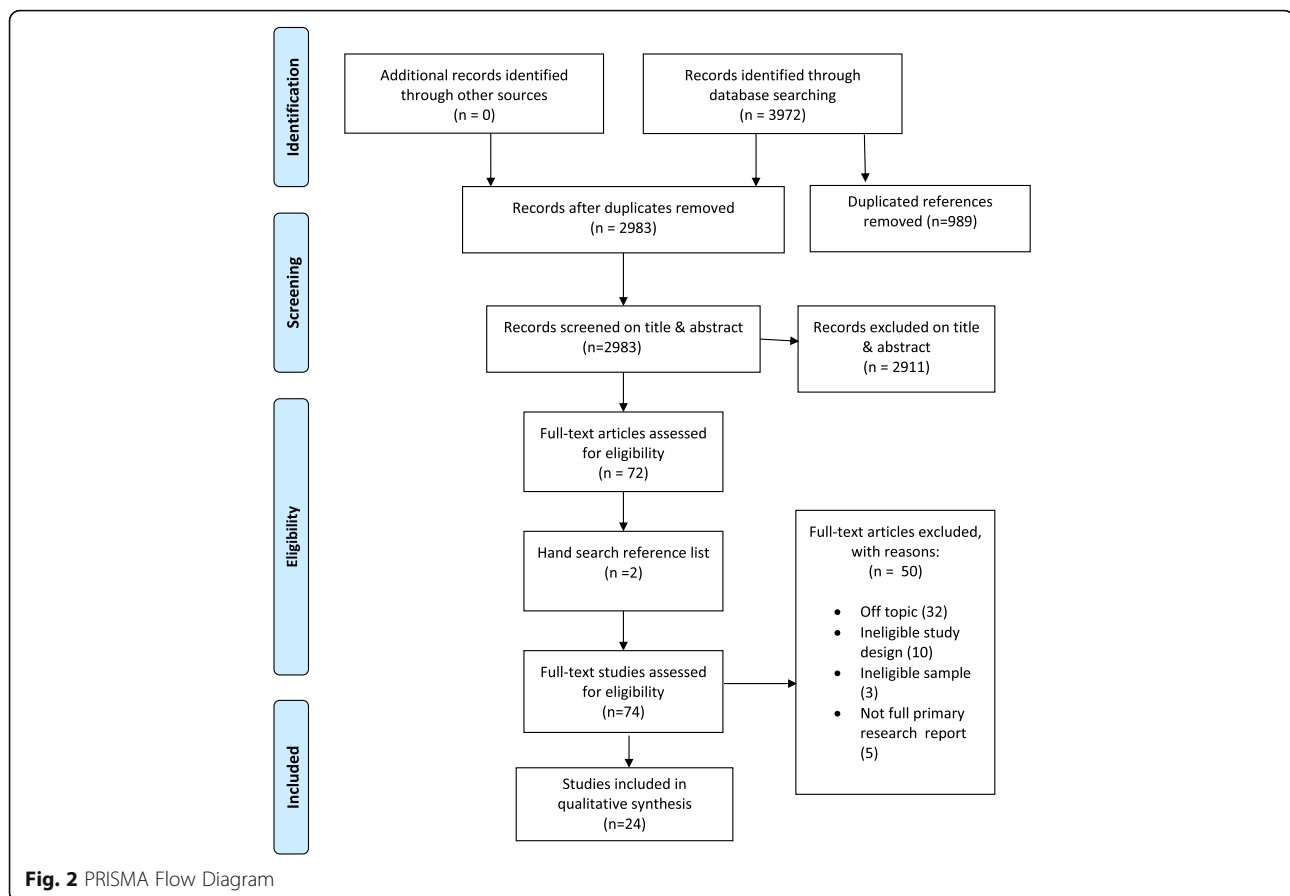 Identification
Additional records identified
through other sources
(n = 0)
Records identified through
database searching
(n = 3972)
Records after duplicates removed
(n = 2983)
Duplicated references
removed (n=989)
Screening
Records screened on title & abstract
(n=2983)
Records excluded on title
& abstract
(n = 2911)
Eligibility
Full-text articles assessed
for eligibility
(n = 72)
Hand search reference list
(n =2)
Full-text studies assessed
for eligibility
(n=74)
Full-text articles excluded,
with reasons:
(n = 50)
• Off topic (32)
• Ineligible study
design (10)
• Ineligible sample
(3)
• Not full primary
research report
(5)
Included
Studies included in
qualitative synthesis
(n=24)
Fig. 2 PRISMA Flow Diagram